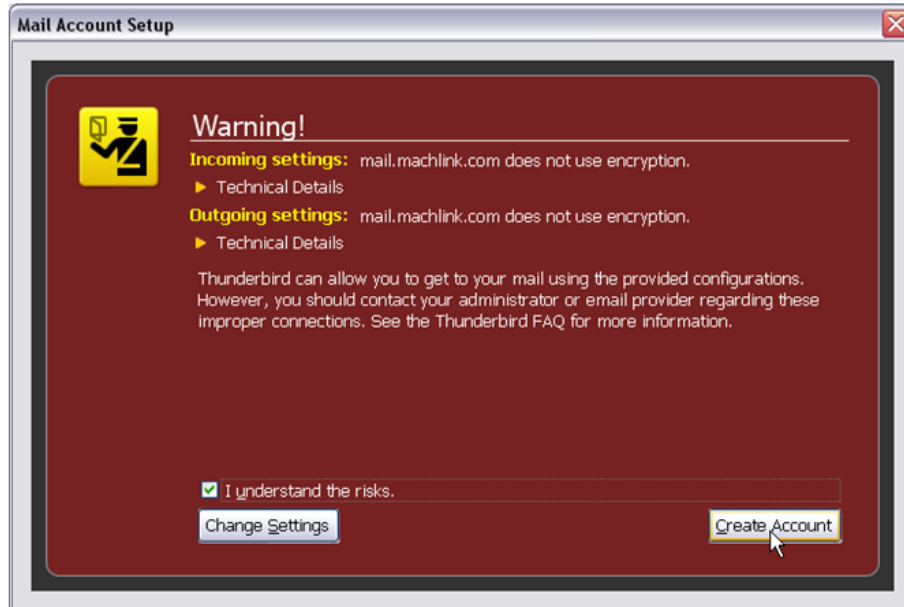 Mail Account Setup
Warning!
Incoming settings: mail.machlink.com does not use encryption.
Technical Details
Outgoing settings: mail.machlink.com does not use encryption.
Technical Details
Thunderbird can allow you to get to your mail using the provided configurations.
However, you should contact your administrator or email provider regarding these
improper connections. See the Thunderbird FAQ for more information.
I understand the risks.
Change Settings
Create Account